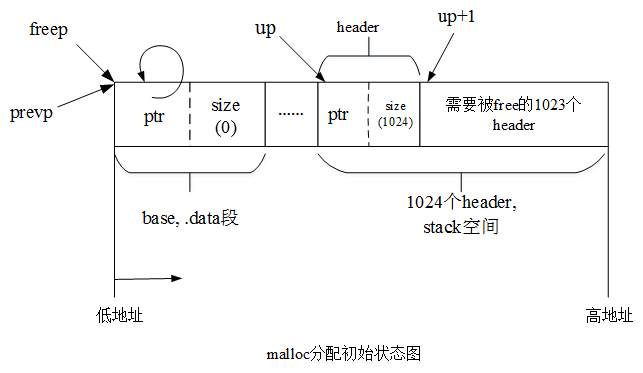 freep
up
header
up+1
prevp
ptr
size
(0)
......
ptr
size
(1024)
需要被free的1023个
header
base, .data段
1024个header,
stack空间
低地址
高地址
malloc分配初始状态图